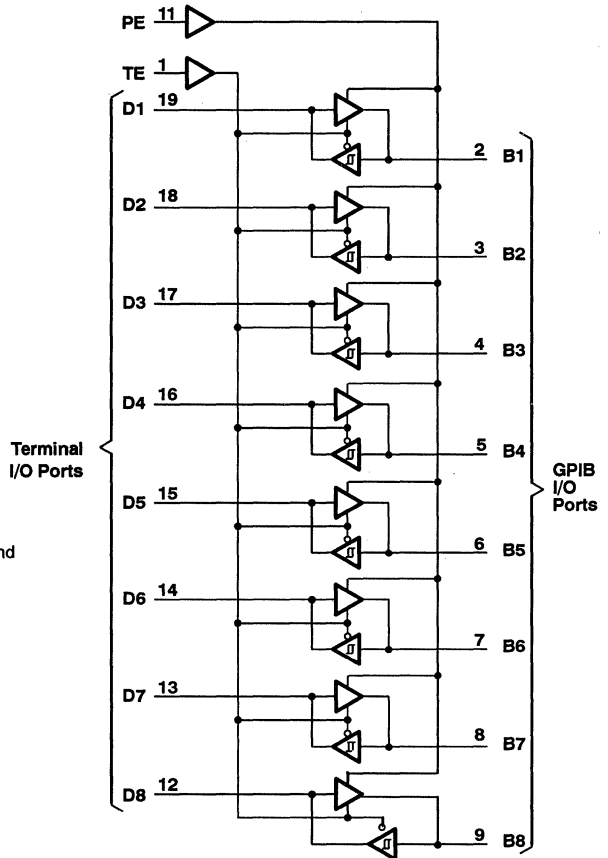 PE 11
TE 1
D1 19
2 B1
D2 18
3 B2
D3 17
4 B3
D4 16
5 B4
Terminal
I/O Ports
GPIB
I/O
Ports
D5 15
6 B5
nd
D6 14
7 B6
D7 13
8 B7
D8 12
9 B8